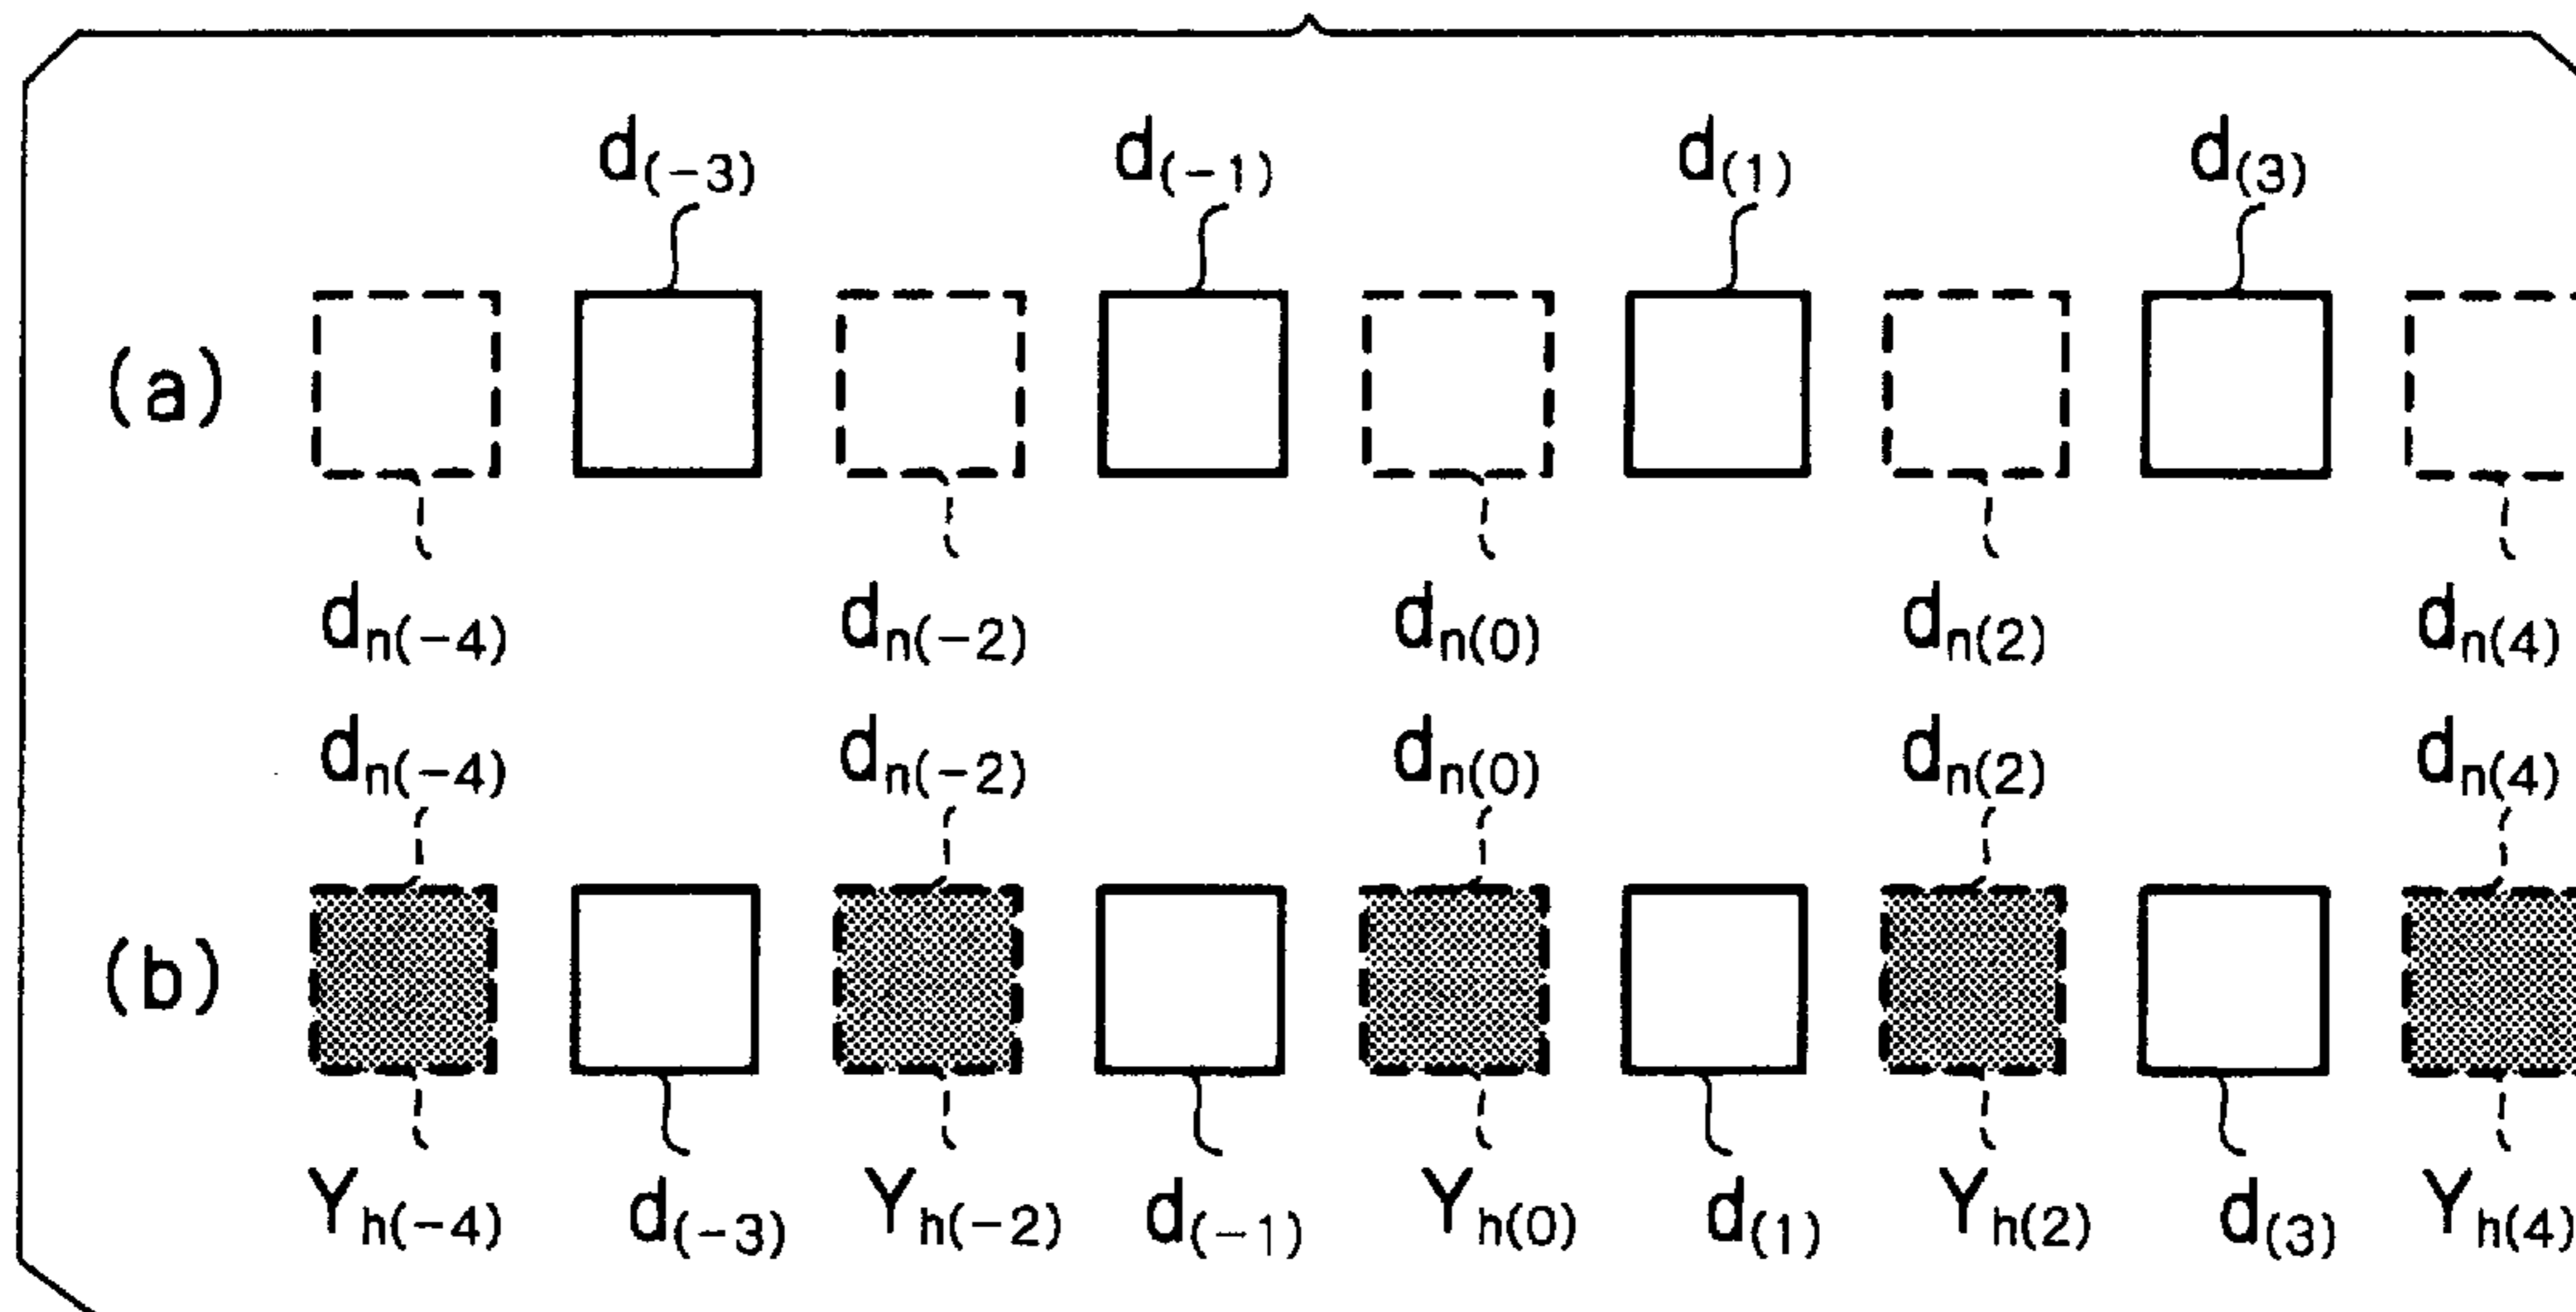 d(-3) d(-1) d(1) d(3)
(a)
dn(-4) dn(-2) dn(0) dn(2) dn(4)
dn(-4) dn(-2) dn(0) dn(2) dn(4)
(b)
Yh(-4) d(-3) Yh(-2) d(-1) Yh(0) d(1) Yh(2) d(3) Yh(4)